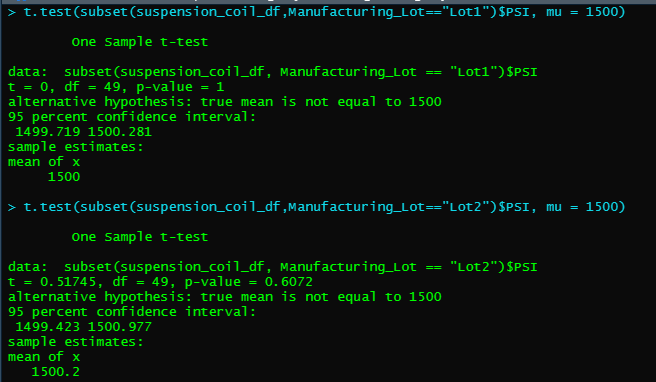 > t.test(subset(suspension_coil_df,Manufacturing_Lot=="Lot1")$PSI, mu = 1500)
One Sample t-test
data:  subset(suspension_coil_df, Manufacturing_Lot == "Lot1")$PSI
t = 0, df = 49, p-value = 1
alternative hypothesis: true mean is not equal to 1500
95 percent confidence interval:
1499.719 1500.281
sample estimates:
mean of x
1500
> t.test(subset(suspension_coil_df,Manufacturing_Lot=="Lot2")$PSI, mu = 1500)
One Sample t-test
data:  subset(suspension_coil_df, Manufacturing_Lot == "Lot2")$PSI
t = 0.51745, df = 49, p-value = 0.6072
alternative hypothesis: true mean is not equal to 1500
95 percent confidence interval:
1499.423 1500.977
sample estimates:
mean of x
1500.2